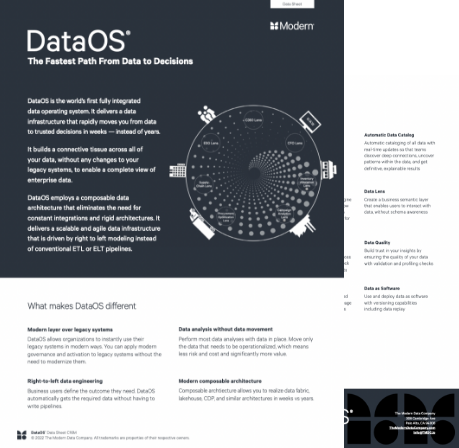 Data Sheet
Modern
DataOS®
The Fastest Path From Data to Decisions
DataOS is the world's first fully integrated
data operating system. It delivers a data
infrastructure that rapidly moves you from data
to trusted decisions in weeks — instead of years.
It builds a connective tissue across all of
your data, without any changes to your
legacy systems, to enable a complete view of
enterprise data.
DataOS employs a composable data
architecture that eliminates the need for
constant integrations and rigid architectures. It
delivers a scalable and agile data infrastructure
that is driven by right to left modeling instead
of conventional ETL or ELT pipelines.
What makes DataOS different
Modern layer over legacy systems
DataOS allows organizations to instantly use their
legacy systems in modern ways. You can apply modern
governance and activation to legacy systems without the
need to modernize them.
Data analysis without data movement
Perform most data analyses with data in place. Move only
the data that needs to be operationalized, which means
less risk and cost and significantly more value.
Right-to-left data engineering
Business users define the outcome they need. DataOS
automatically gets the required data without having to
write pipelines.
Modern composable architecture
Composable architecture allows you to realize data fabric,
lakehouse, CDP, and similar architectures in weeks vs years.
© 2022 The Modern Data Company. All trademarks are properties of their respective owners.
Automatic Data Catalog
Automatic cataloging of all data with
real-time updates so that teams
discover deep connections, uncover
patterns within the data, and get
definitive explainable results
Data Lens
Create a business semantic layer
that enables users to interact with
data without schema awareness
Data Quality
Build trust in your insights by
ensuring the quality of your data
with validation and profiling checks
Data as Software
Use and deploy data as software
with versioning capabilities
including data replay
The Modern Data Company